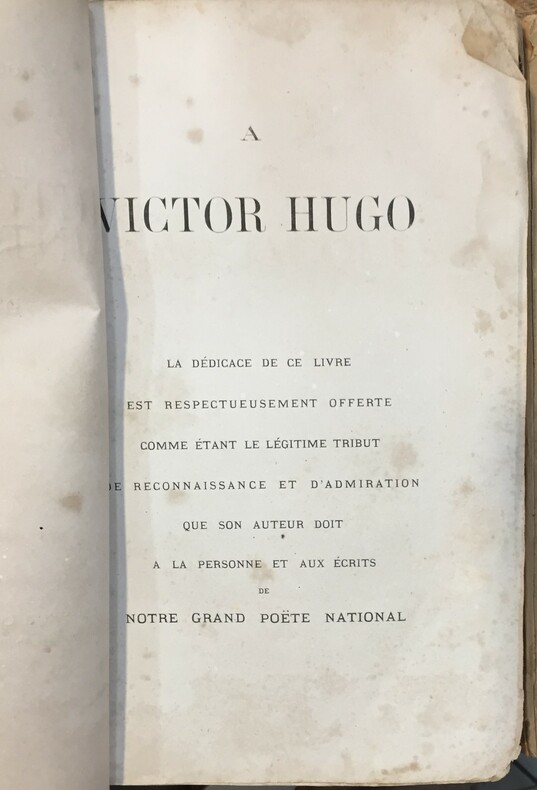 A
VICTOR HUGO
LA DÉDICACE DE CE LIVRE
EST RESPECTUEUSEMENT OFFERTE
COMME ÉTANT LE LÉGITIME TRIBUT
DE RECONNAISSANCE ET D'ADMIRATION
QUE SON AUTEUR DOIT
A LA PERSONNE ET AUX ÉCRITS
DE
NOTRE GRAND POËTE NATIONAL